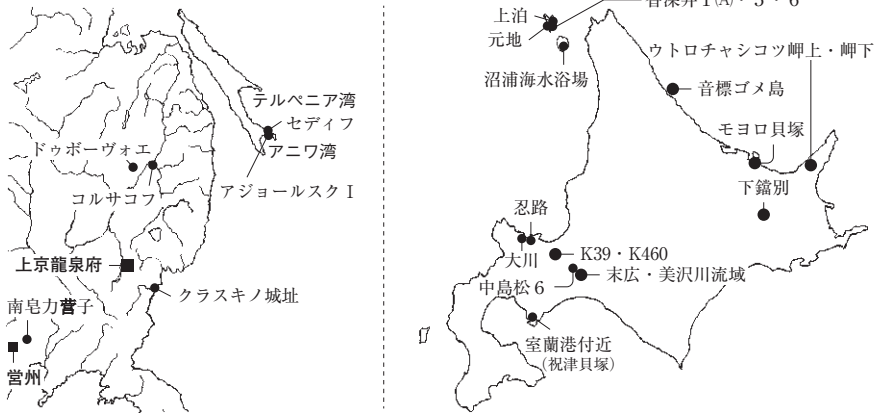 テルペニア湾
セディフ
アニワ湾
ドゥボーヴォエ
コルサコフ
アジョールスクⅠ
上京龍泉府
クラスキノ城址
南皂力営子
営州
上泊
元地
沼浦海水浴場
ウトロチャシコツ岬上・岬下
音標ゴメ島
モヨロ貝塚
下鐺別
忍路
大川
K39・K460
中島松6
末広・美沢川流域
室蘭港付近
(祝津貝塚)